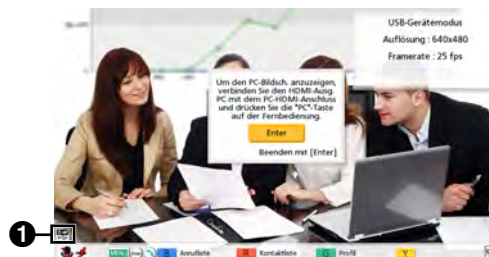 USB-Gerätemodus
Auflösung : 640x480
Framerate : 25 fps
Um den PC-Bildsch. anzuzeigen,
verbinden Sie den HDMI-Ausg.
PC mit dem PC-HDMI-Anschluss
und drücken Sie die "PC"-Taste
auf der Fernbedienung.
Enter
Beenden mit [Enter]
1
MENU B Anrufliste R Kontaktliste G Profil Y